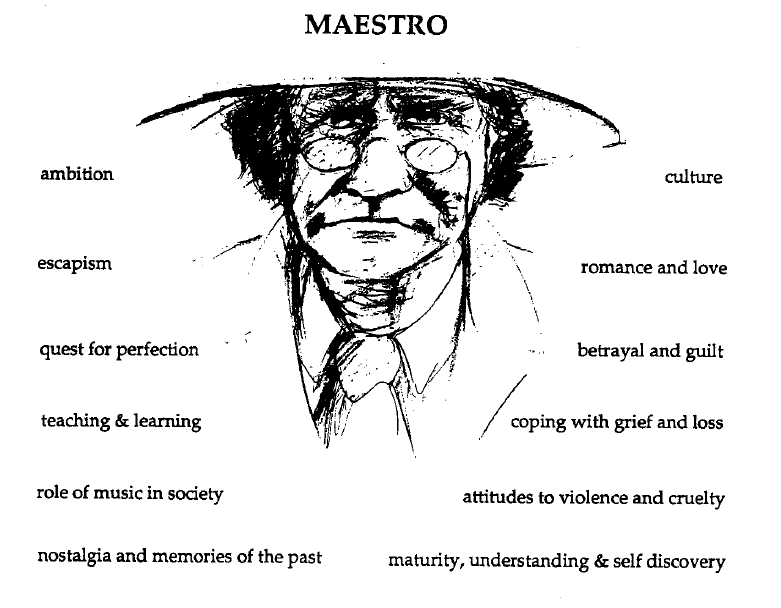 MAESTRO
ambition
culture
escapism
romance and love
quest for perfection
betrayal and guilt
teaching & learning
coping with grief and loss
role of music in society
attitudes to violence and cruelty
nostalgia and memories of the past
maturity, understanding & self discovery